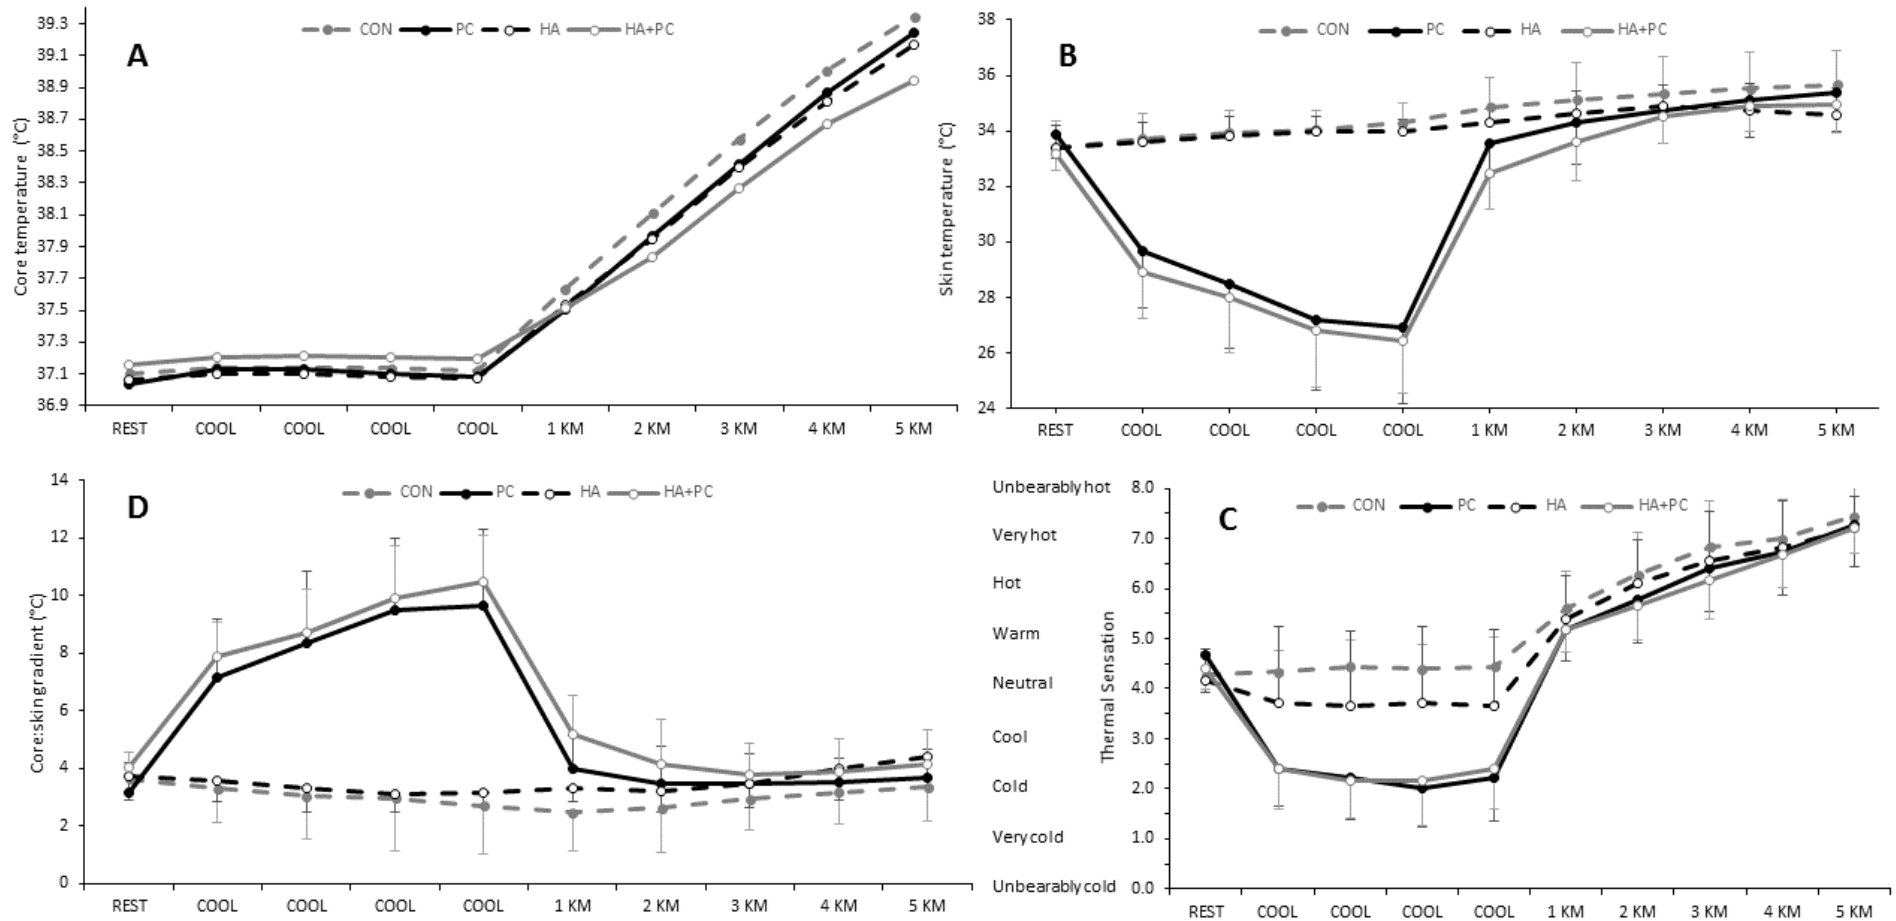 A
CON PC HA HA+PC
Core temperature (°C)
39.3
39.1
38.9
38.7
38.5
38.3
38.1
37.9
37.7
37.5
37.3
37.1
36.9
REST COOL COOL COOL COOL 1 KM 2 KM 3 KM 4 KM 5 KM
B
CON PC HA HA+PC
Skin temperature (°C)
38
36
34
32
30
28
26
24
REST COOL COOL COOL COOL 1 KM 2 KM 3 KM 4 KM 5 KM
D
CON PC HA HA+PC
Core:skin gradient (°C)
14
12
10
8
6
4
2
0
REST COOL COOL COOL COOL 1 KM 2 KM 3 KM 4 KM 5 KM
C
CON PC HA HA+PC
Unbearably hot
Very hot
Hot
Warm
Neutral
Cool
Cold
Very cold
Unbearably cold
Thermal Sensation
8.0
7.0
6.0
5.0
4.0
3.0
2.0
1.0
0.0
REST COOL COOL COOL COOL 1 KM 2 KM 3 KM 4 KM 5 KM